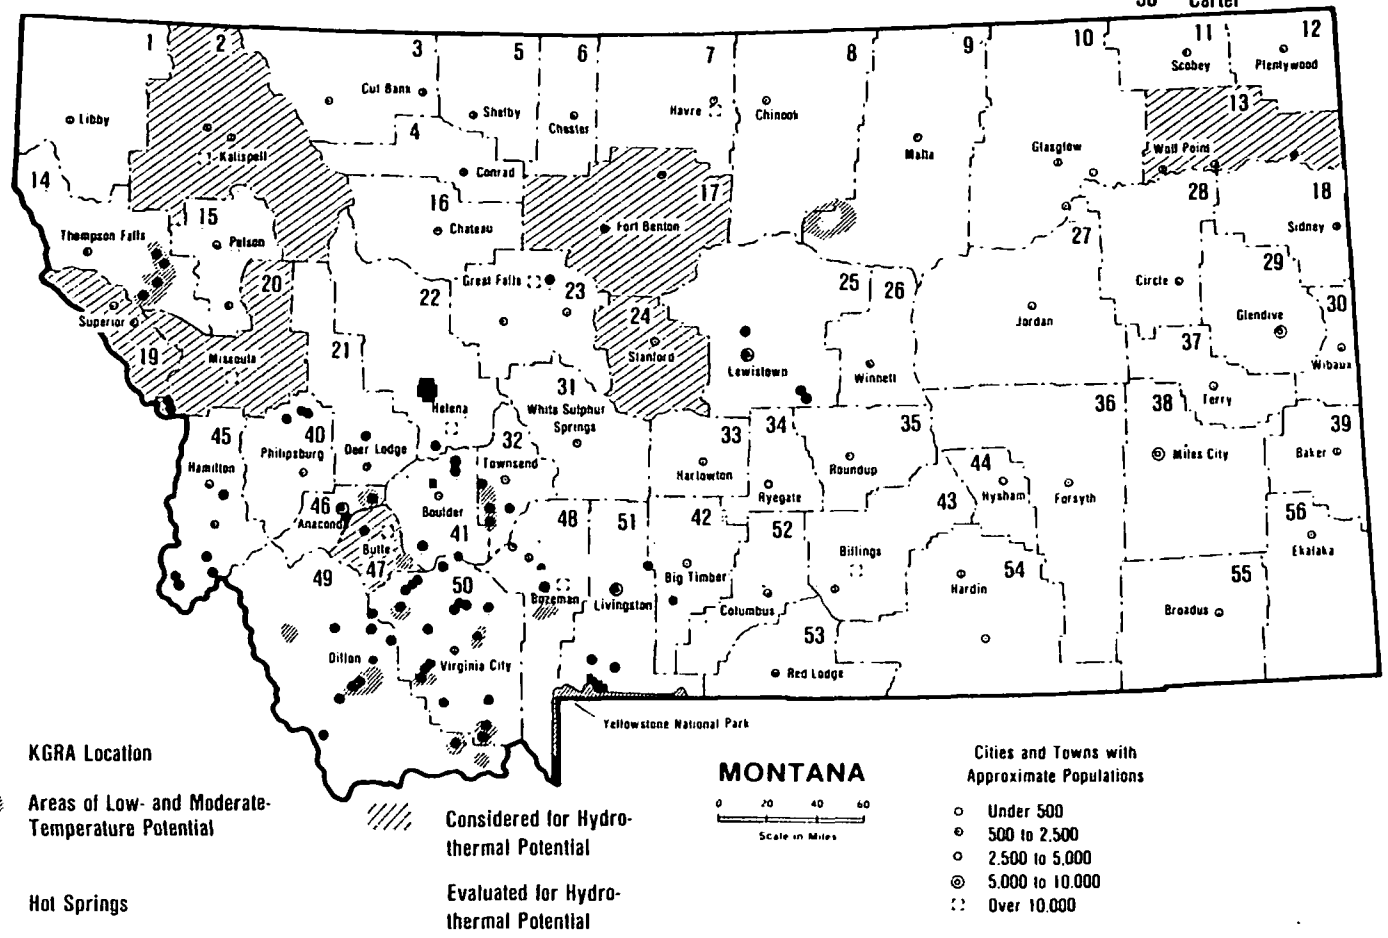 56 Carter
1
2
3
5
6
7
8
9
10
11
12
Scobey
Plentywood
13
Cut Bank
Shelby
Chester
Havre
Chinook
Libby
4
Malta
Glasgow
Wolf Point
Kalispell
Conrad
14
15
16
17
28
18
Thompson Falls
Polson
Choteau
Fort Benton
27
Sidney
20
22
Great Falls
23
25
26
Circle
29
Superior
24
Jordan
Glendive
30
19
Missoula
21
Stanford
Lewistown
Winnett
37
Wibaux
31
White Sulphur
Springs
Terry
Helena
45
40
Philipsburg
Deer Lodge
32
Townsend
33
34
35
36
38
39
Hamilton
Harlowton
Roundup
44
Miles City
Baker
46
Anacond
Boulder
Ryegate
43
Hysham
Forsyth
56
Butte
41
48
51
42
52
Billings
Ekalaka
49
47
50
Bozeman
Livingston
Big Timber
Columbus
Hardin
54
55
Broadus
Dillon
Virginia City
53
Red Lodge
Yellowstone National Park
KGRA Location
Areas of Low- and Moderate-
Temperature Potential
Hot Springs
Considered for Hydro-
thermal Potential
Evaluated for Hydro-
thermal Potential
MONTANA
0 20 40 60
Scale in Miles
Cities and Towns with
Approximate Populations
Under 500
500 to 2,500
2.500 to 5,000
5.000 to 10.000
Over 10.000